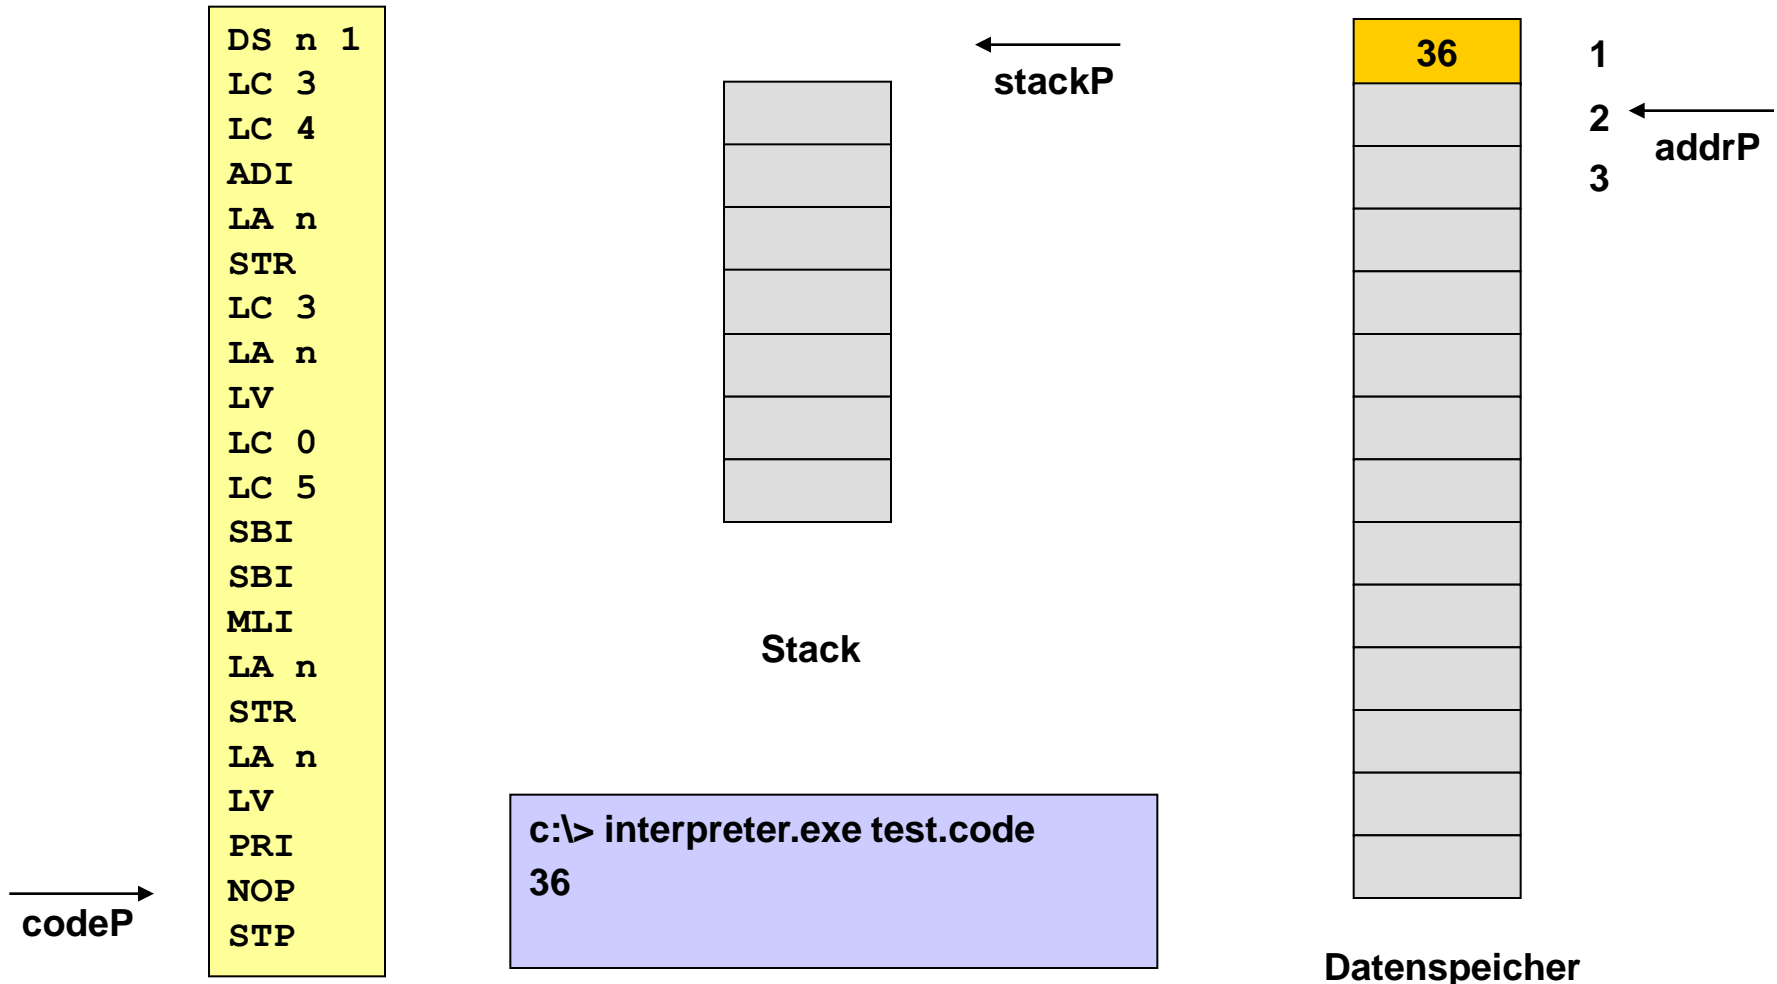 DS n 1
LC 3
LC 4
ADI
LA n
STR
LC 3
LA n
LV
LC 0
LC 5
SBI
SBI
MLI
LA n
STR
LA n
LV
PRI
NOP
STP
codeP
stackP
Stack
c:\> interpreter.exe test.code
36
36
1
2
3
addrP
Datenspeicher